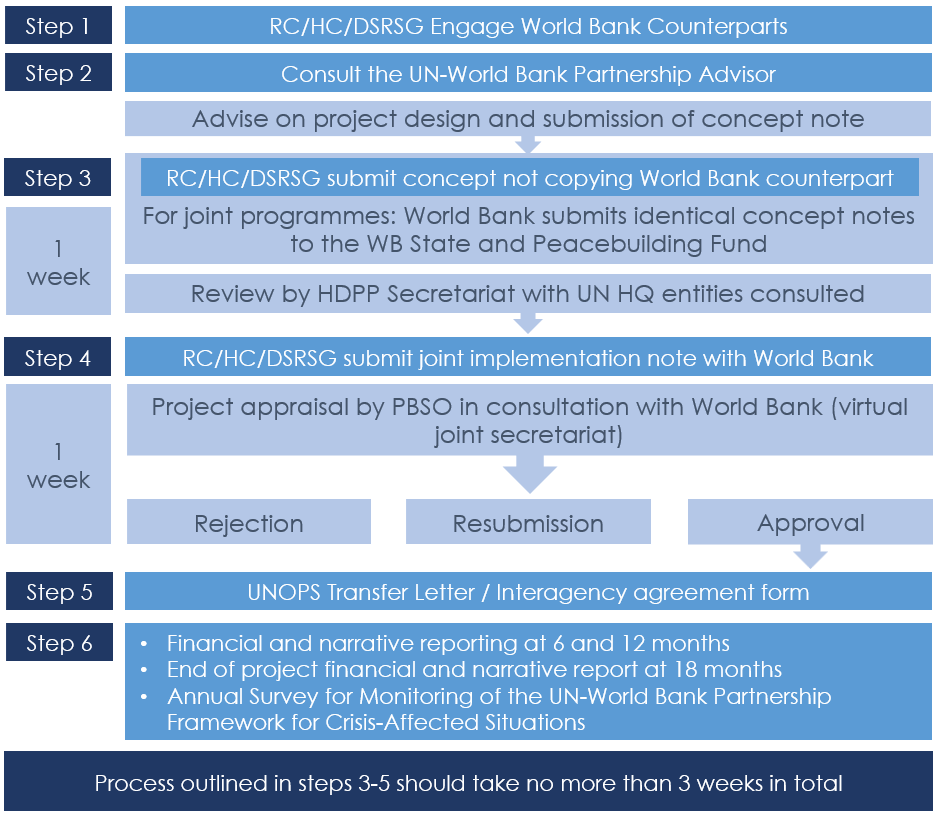 Step 1
RC/HC/DSRSG Engage World Bank Counterparts
Step 2
Consult the UN-World Bank Partnership Advisor
Advise on project design and submission of concept note
Step 3
RC/HC/DSRSG submit concept not copying World Bank counterpart
1
week
For joint programmes: World Bank submits identical concept notes
to the WB State and Peacebuilding Fund
Review by HDPP Secretariat with UN HQ entities consulted
Step 4
RC/HC/DSRSG submit joint implementation note with World Bank
1
week
Project appraisal by PBSO in consultation with World Bank (virtual
joint secretariat)
Rejection
Resubmission
Approval
Step 5
UNOPS Transfer Letter / Interagency agreement form
Step 6
• Financial and narrative reporting at 6 and 12 months
• End of project financial and narrative report at 18 months
• Annual Survey for Monitoring of the UN-World Bank Partnership
Framework for Crisis-Affected Situations
Process outlined in steps 3-5 should take no more than 3 weeks in total